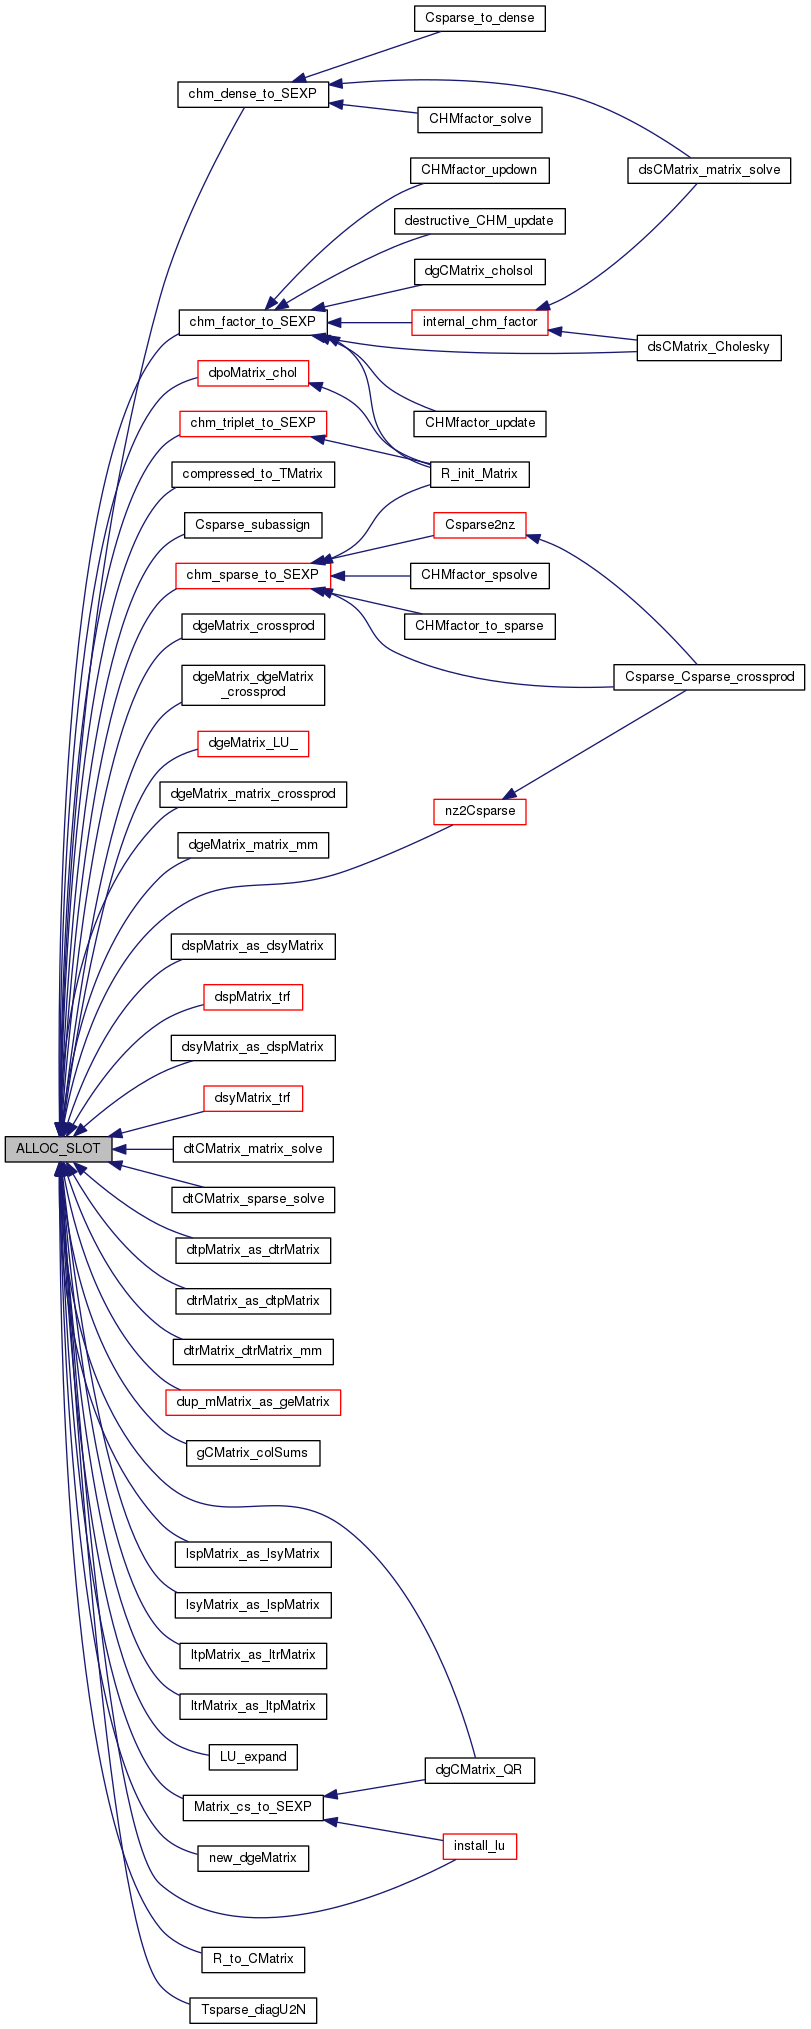 Csparse_to_dense
chm_dense_to_SEXP
CHMfactor_solve
dsCMatrix_matrix_solve
CHMfactor_updown
destructive_CHM_update
dgCMatrix_cholsol
chm_factor_to_SEXP
internal_chm_factor
dsCMatrix_Cholesky
dpoMatrix_chol
chm_triplet_to_SEXP
CHMfactor_update
compressed_to_TMatrix
R_init_Matrix
Csparse_subassign
Csparse2nz
chm_sparse_to_SEXP
CHMfactor_spsolve
dgeMatrix_crossprod
CHMfactor_to_sparse
dgeMatrix_dgeMatrix
_crossprod
Csparse_Csparse_crossprod
dgeMatrix_LU_
dgeMatrix_matrix_crossprod
nz2Csparse
dgeMatrix_matrix_mm
dspMatrix_as_dsyMatrix
dspMatrix_trf
dsyMatrix_as_dspMatrix
dsyMatrix_trf
ALLOC_SLOT
dtCMatrix_matrix_solve
dtCMatrix_sparse_solve
dtpMatrix_as_dtrMatrix
dtrMatrix_as_dtpMatrix
dtrMatrix_dtrMatrix_mm
dup_mMatrix_as_geMatrix
gCMatrix_colSums
lspMatrix_as_lsyMatrix
lsyMatrix_as_lspMatrix
ltpMatrix_as_ltrMatrix
ltrMatrix_as_ltpMatrix
LU_expand
dgCMatrix_QR
Matrix_cs_to_SEXP
install_lu
new_dgeMatrix
R_to_CMatrix
Tsparse_diagU2N